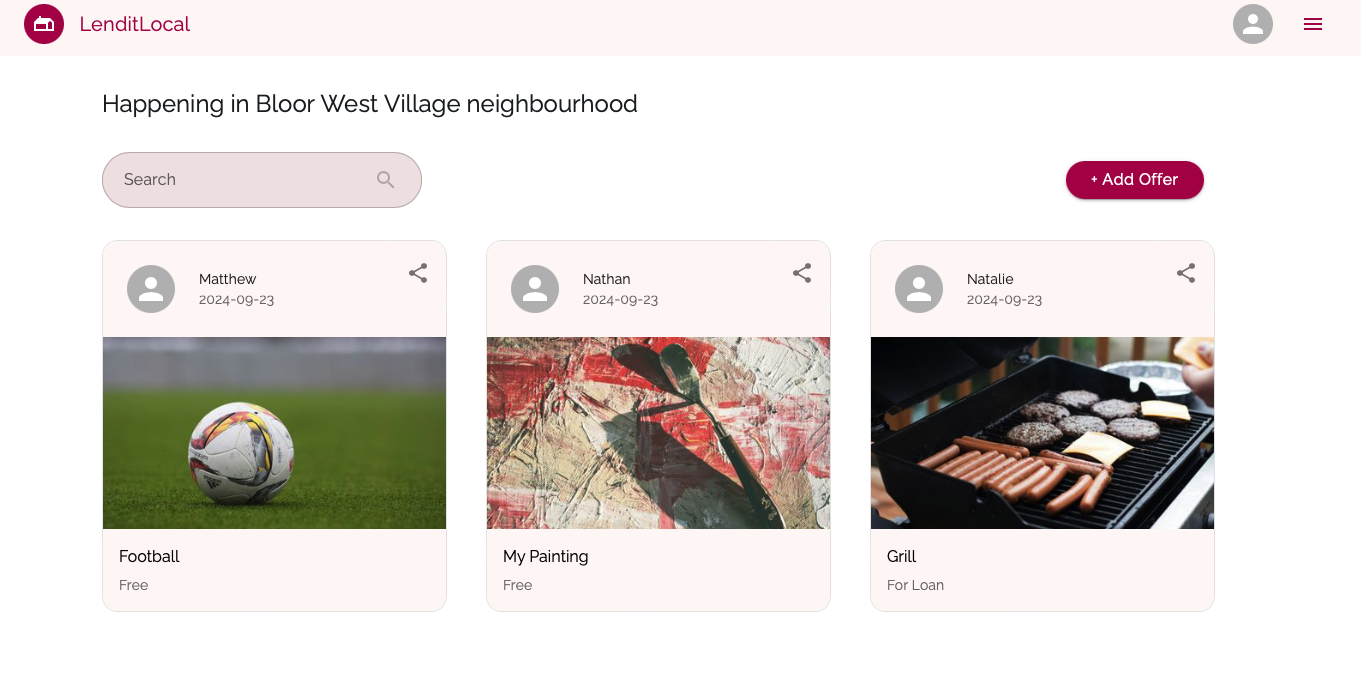 LenditLocal
Happening in Bloor West Village neighbourhood
Search
+ Add Offer
Matthew
2024-09-23
Nathan
2024-09-23
Natalie
2024-09-23
Football
Free
My Painting
Free
Grill
For Loan